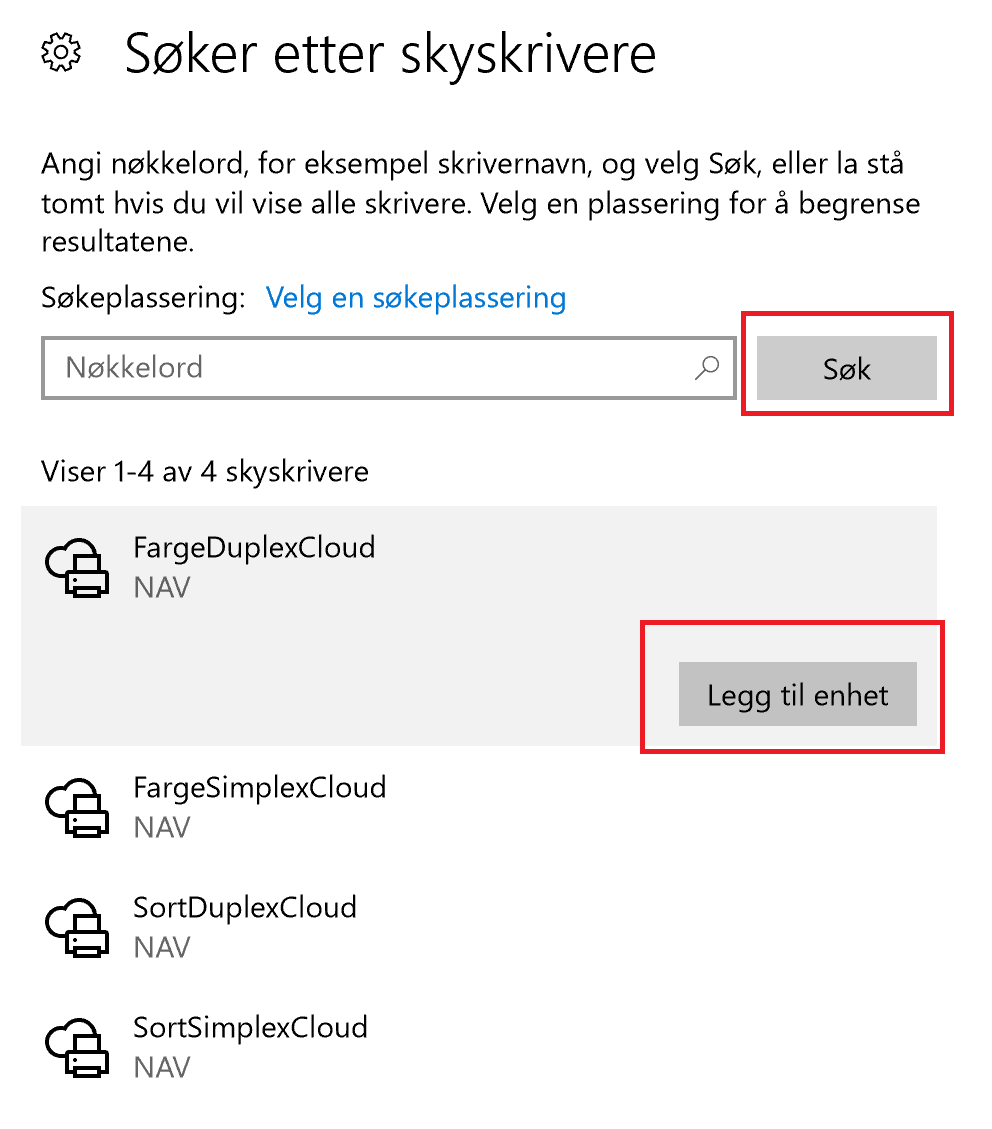 Søker etter skyskrivere
Angi nøkkelord, for eksempel skrivernavn, og velg Søk, eller la stå
tomt hvis du vil vise alle skrivere. Velg en plassering for å begrense
resultatene.
Søkeplassering: Velg en søkeplassering
Nøkkelord
Søk
Viser 1-4 av 4 skyskrivere
FargeDuplexCloud
NAV
Legg til enhet
FargeSimplexCloud
NAV
SortDuplexCloud
NAV
SortSimplexCloud
NAV